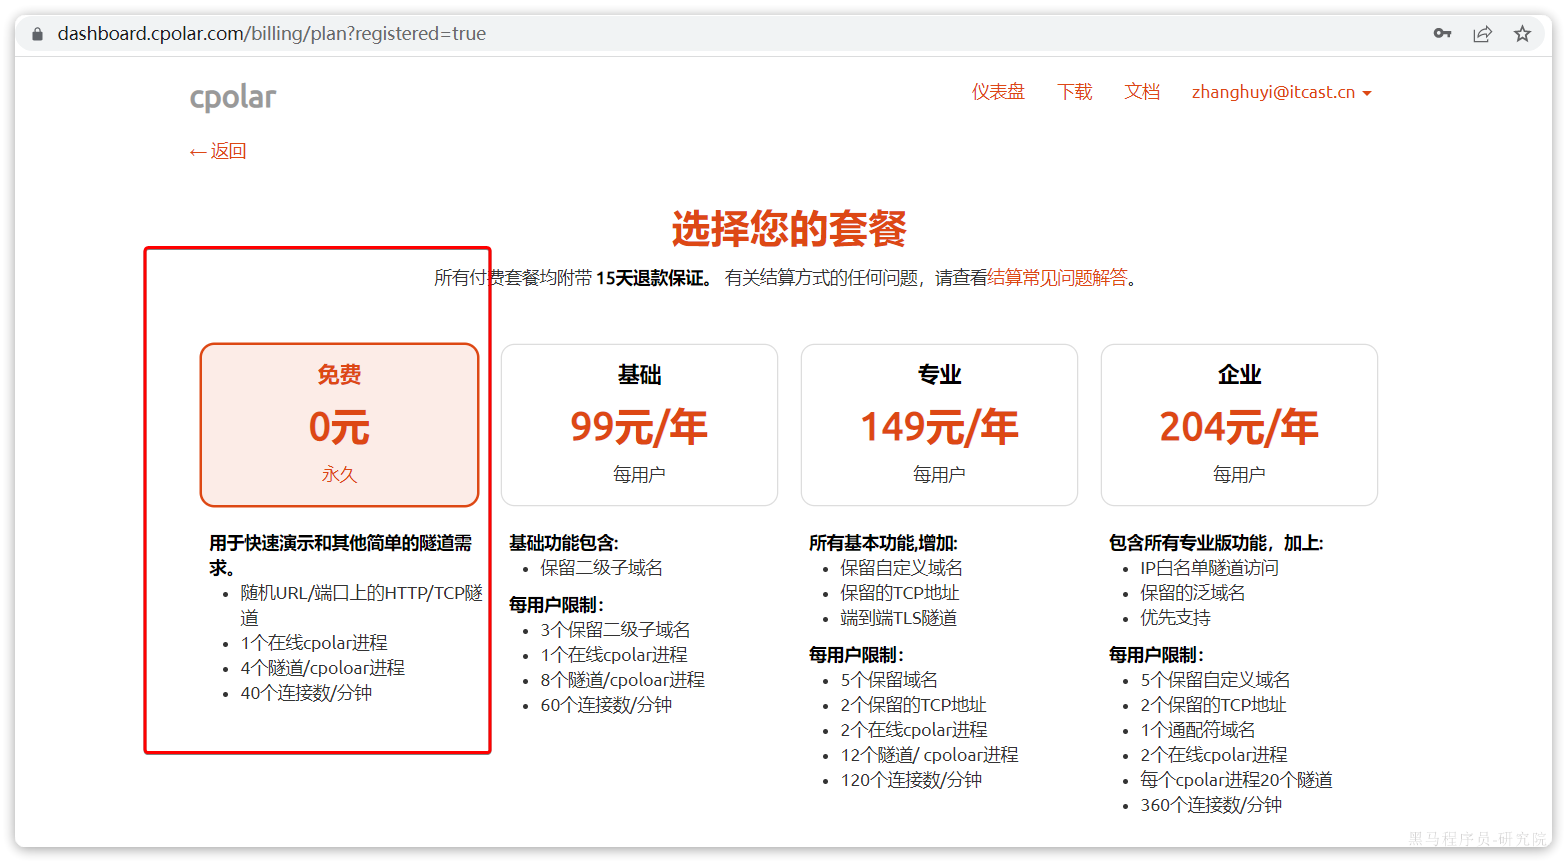 dashboard.cpolar.com/billing/plan?registered=true
cpolar
仪表盘
下载
文档
zhanghuyi@itcast.cn
← 返回
选择您的套餐
所有付费套餐均附带 15天退款保证。 有关结算方式的任何问题，请查看结算常见问题解答。
免费
0元
永久
用于快速演示和其他简单的隧道需
求。
随机URL/端口上的HTTP/TCP隧
道
1个在线cpolar进程
4个隧道/cpoloar进程
40个连接数/分钟
基础
99元/年
每用户
基础功能包含:
保留二级子域名
每用户限制：
3个保留二级子域名
1个在线cpolar进程
8个隧道/cpoloar进程
60个连接数/分钟
专业
149元/年
每用户
所有基本功能,增加:
保留自定义域名
保留的TCP地址
端到端TLS隧道
每用户限制：
5个保留域名
2个保留的TCP地址
2个在线cpolar进程
12个隧道/ cpoloar进程
120个连接数/分钟
企业
204元/年
每用户
包含所有专业版功能，加上:
IP白名单隧道访问
保留的泛域名
优先支持
每用户限制：
5个保留自定义域名
2个保留的TCP地址
1个通配符域名
2个在线cpolar进程
每个cpolar进程20个隧道
360个连接数/分钟
黑马程序员-研究院